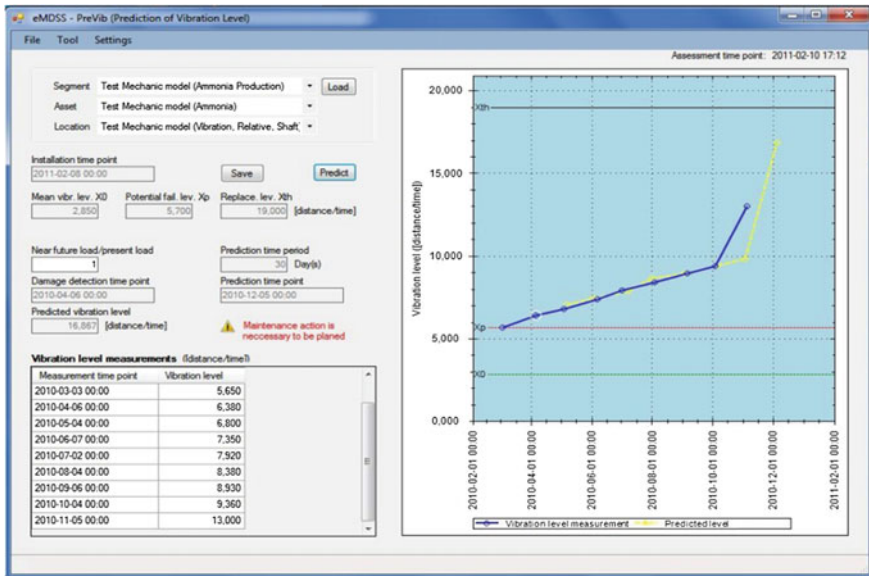 eMDSS - PreVib (Prediction of Vibration Level)
File Tool Settings
Assessment time point: 2011-02-10 17:12
Segment Test Mechanic model (Ammonia Production) Load
Asset Test Mechanic model (Ammonia)
Location Test Mechanic model (Vibration, Relative, Shaft)
Installation time point
2011-02-08 00:00 Save Predict
Mean vibr. lev. X0 Potential fail. lev. Xp Replace. lev. Xth
2,850 5,700 19,000 [distance/time]
Near future load/present load Prediction time period
1 30 Day(s)
Damage detection time point Prediction time point
2010-04-06 00:00 2010-12-05 00:00
Predicted vibration level
16,867 [distance/time] Maintenance action is
neccessary to be planed
Vibration level measurements ([distance/time])
Measurement time point Vibration level
2010-03-03 00:00 5,650
2010-04-06 00:00 6,380
2010-05-04 00:00 6,800
2010-06-07 00:00 7,350
2010-07-02 00:00 7,920
2010-08-04 00:00 8,380
2010-09-06 00:00 8,930
2010-10-04 00:00 9,360
2010-11-05 00:00 13,000
Vibration level ([distance/time])
20,000
Xth
15,000
10,000
5,000
Xp
X0
0,000
2010-02-01 00:00
2010-04-01 00:00
2010-06-01 00:00
2010-08-01 00:00
2010-10-01 00:00
2010-12-01 00:00
2011-02-01 00:00
Vibration level measurement Predicted level